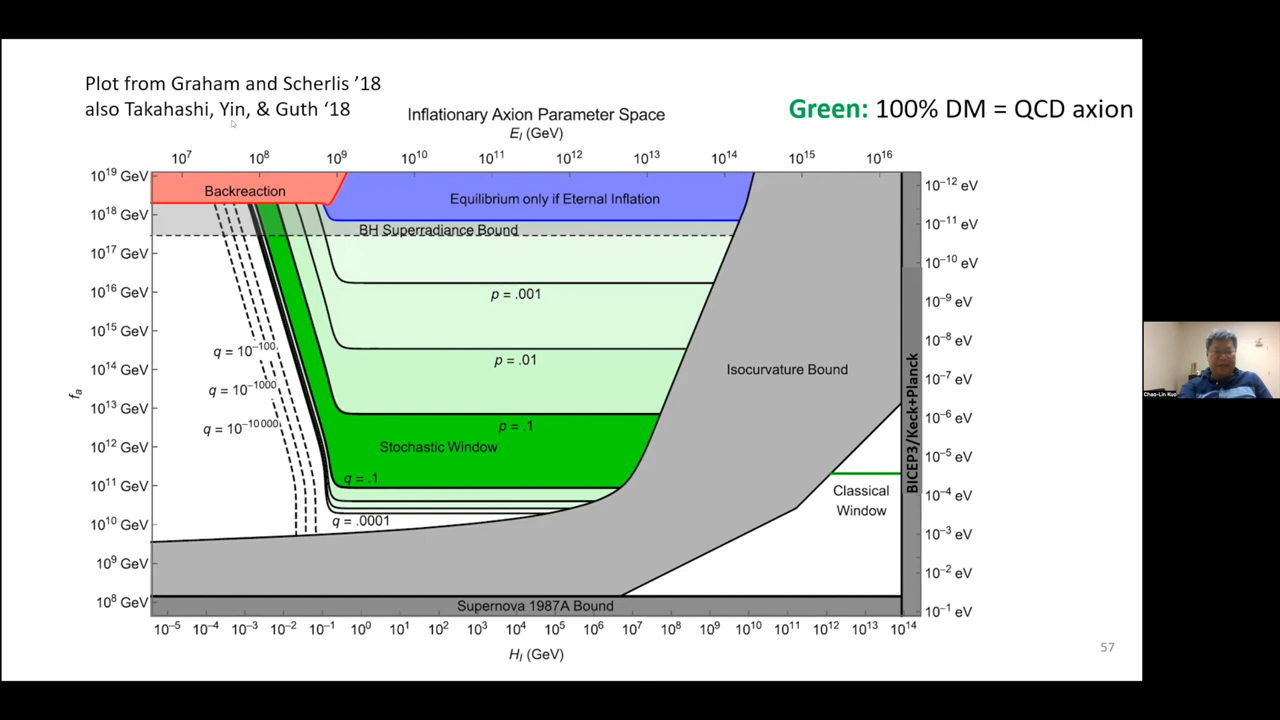 Plot from Graham and Scherlis ’18
also Takahashi, Yin, & Guth ‘18
Green: 100% DM = QCD axion
Inflationary Axion Parameter Space
E_I (GeV)
10^7 10^8 10^9 10^10 10^11 10^12 10^13 10^14 10^15 10^16
10^19 GeV
10^18 GeV
10^17 GeV
10^16 GeV
10^15 GeV
10^14 GeV
10^13 GeV
10^12 GeV
10^11 GeV
10^10 GeV
10^9 GeV
10^8 GeV
f_a
Backreaction
Equilibrium only if Eternal Inflation
BH Superradiance Bound
p = .001
p = .01
p = .1
q = 10^-100
q = 10^-1000
q = 10^-10000
Stochastic Window
q = .1
q = .0001
Isocurvature Bound
Classical
Window
BICEP3/Keck+Planck
Supernova 1987A Bound
10^-12 eV
10^-11 eV
10^-10 eV
10^-9 eV
10^-8 eV
10^-7 eV
10^-6 eV
10^-5 eV
10^-4 eV
10^-3 eV
10^-2 eV
10^-1 eV
10^-5 10^-4 10^-3 10^-2 10^-1 10^0 10^1 10^2 10^3 10^4 10^5 10^6 10^7 10^8 10^9 10^10 10^11 10^12 10^13 10^14
H_I (GeV)
57
Chao-Lin Kuo